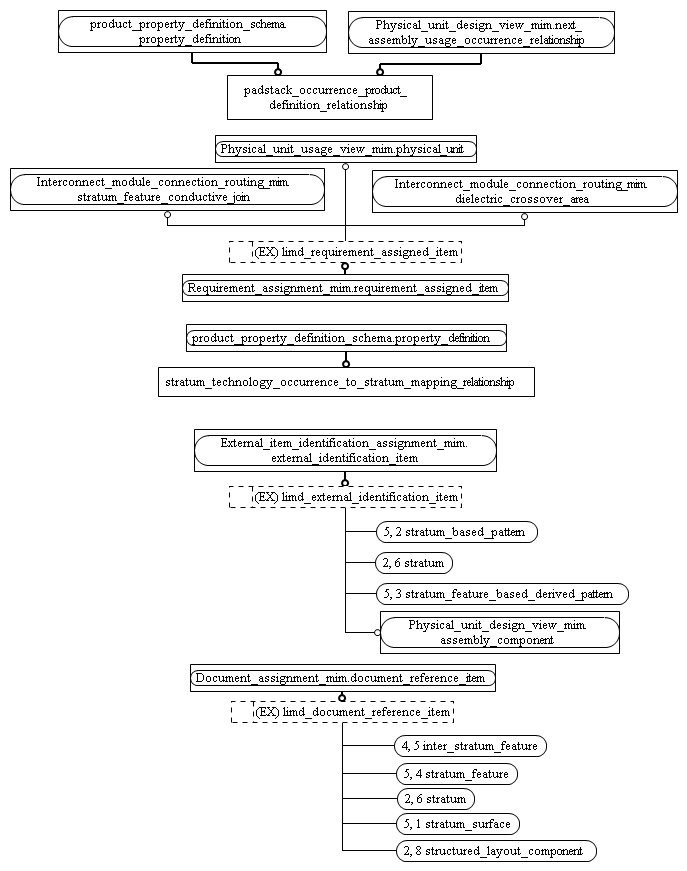 product_property_definition_schema.
property_definition
Physical_unit_design_view_mim.next_
assembly_usage_occurrence_relationship
padstack_occurrence_product_
definition_relationship
Physical_unit_usage_view_mim.physical_unit
Interconnect_module_connection_routing_mim.
stratum_feature_conductive_join
Interconnect_module_connection_routing_mim.
dielectric_crossover_area
(EX) limd_requirement_assigned_item
Requirement_assignment_mim.requirement_assigned_item
product_property_definition_schema.property_definition
stratum_technology_occurrence_to_stratum_mapping_relationship
External_item_identification_assignment_mim.
external_identification_item
(EX) limd_external_identification_item
5, 2 stratum_based_pattern
2, 6 stratum
5, 3 stratum_feature_based_derived_pattern
Physical_unit_design_view_mim.
assembly_component
Document_assignment_mim.document_reference_item
(EX) limd_document_reference_item
4, 5 inter_stratum_feature
5, 4 stratum_feature
2, 6 stratum
5, 1 stratum_surface
2, 8 structured_layout_component